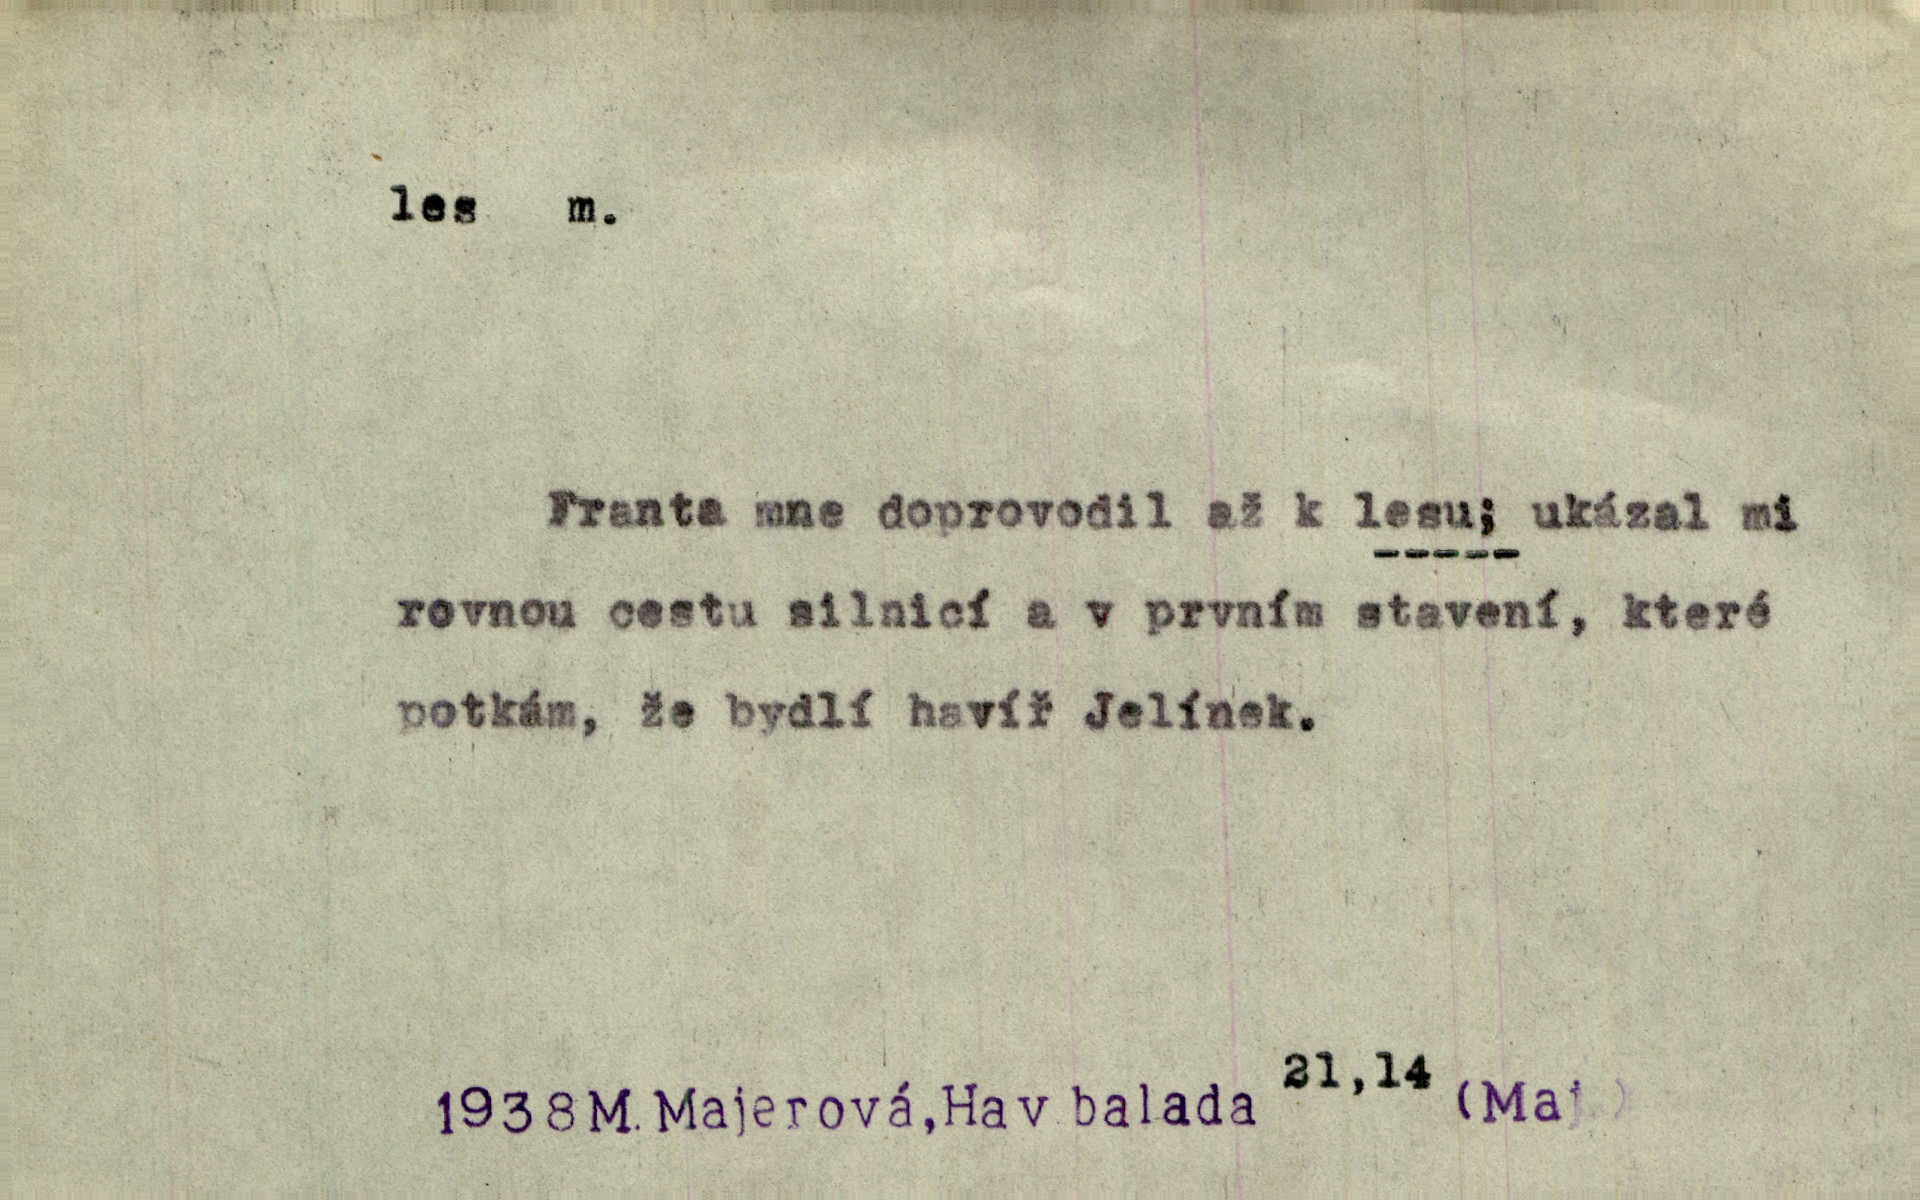 les m.
Franta mne doprovodil až k lesu; ukázal mi
rovnou cestu silnicí a v prvním stavení, které
potkám, že bydlí havíř Jelínek.
1938 M. Majerová, Hav balada 21,14 (Maj.)